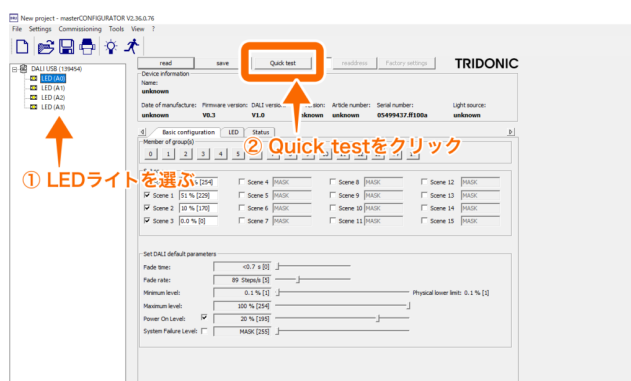 New project - masterCONFIGURATOR V2.36.0.76
File Settings Commissioning Tools View ?
DALI USB (139454)
LED (A0)
LED (A1)
LED (A2)
LED (A3)
read save Quick test readdress Factory settings TRIDONIC
Device information
Name:
unknown
Date of manufacture: Firmware version: DALI version: Article number: Serial number: Light source:
unknown V0.3 V1.0 unknown unknown 05499437.ff100a unknown
Basic configuration LED Status
② Quick testをクリック
Member of group(s)
0 1 2 3 4 5
① LEDライトを選ぶ
[254] Scene 4 MASK Scene 8 MASK Scene 12 MASK
Scene 1 51 % [229] Scene 5 MASK Scene 9 MASK Scene 13 MASK
Scene 2 10 % [170] Scene 6 MASK Scene 10 MASK Scene 14 MASK
Scene 3 0.0 % [0] Scene 7 MASK Scene 11 MASK Scene 15 MASK
Set DALI default parameters
Fade time: <0.7 s [0]
Fade rate: 89 Steps/s [5]
Minimum level: 0.1 % [1] Physical lower limit: 0.1 % [1]
Maximum level: 100 % [254]
Power On Level: 20 % [195]
System Failure Level: MASK [255]